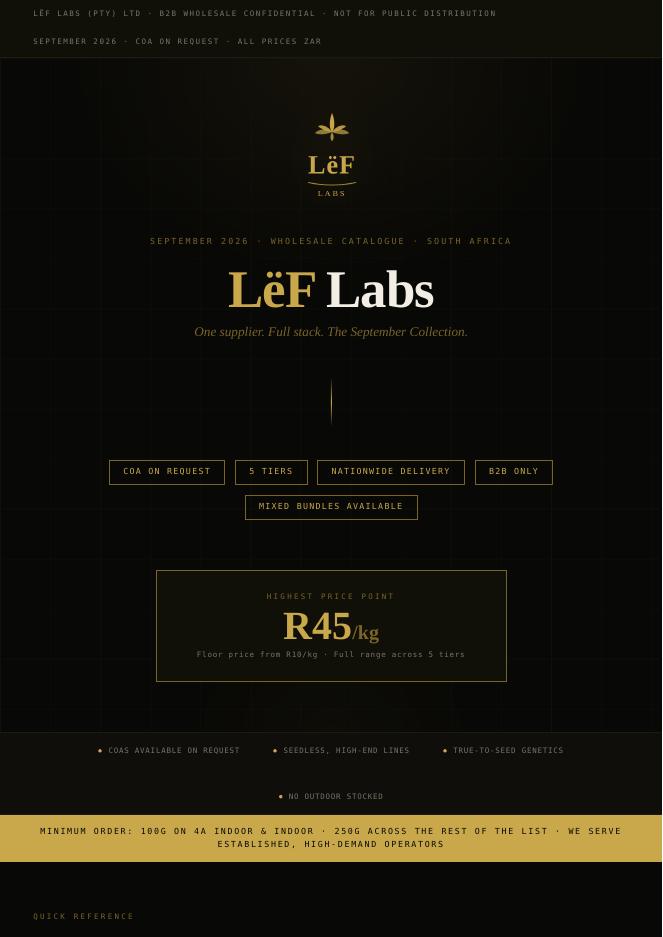 LËF LABS (PTY) LTD · B2B WHOLESALE CONFIDENTIAL · NOT FOR PUBLIC DISTRIBUTION
SEPTEMBER 2026 · COA ON REQUEST · ALL PRICES ZAR
LëF
LABS
SEPTEMBER 2026 · WHOLESALE CATALOGUE · SOUTH AFRICA
LëF Labs
One supplier. Full stack. The September Collection.
COA ON REQUEST
5 TIERS
NATIONWIDE DELIVERY
B2B ONLY
MIXED BUNDLES AVAILABLE
HIGHEST PRICE POINT
R45/kg
Floor price from R10/kg · Full range across 5 tiers
● COAS AVAILABLE ON REQUEST
● SEEDLESS, HIGH-END LINES
● TRUE-TO-SEED GENETICS
● NO OUTDOOR STOCKED
MINIMUM ORDER: 100G ON 4A INDOOR & INDOOR · 250G ACROSS THE REST OF THE LIST · WE SERVE
ESTABLISHED, HIGH-DEMAND OPERATORS
QUICK REFERENCE